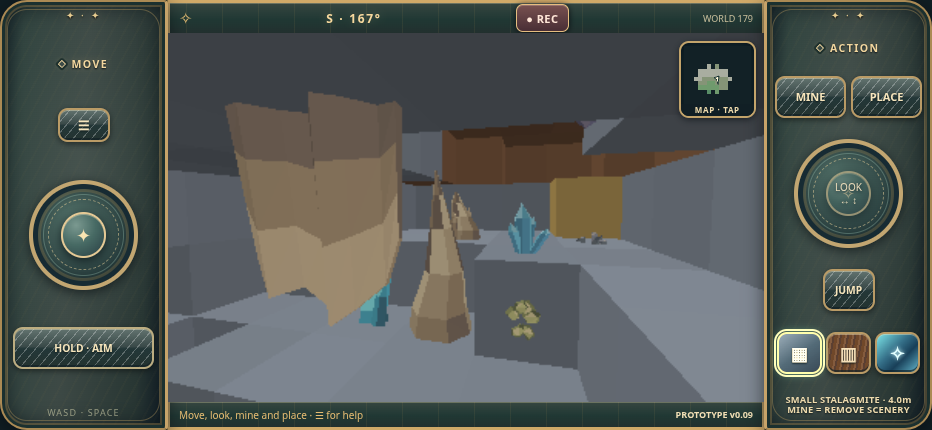 MOVE
☰
HOLD · AIM
WASD · SPACE
S · 167°
● REC
WORLD 179
MAP · TAP
Move, look, mine and place · ☰ for help
PROTOTYPE v0.09
ACTION
MINE
PLACE
LOOK
↔ ↕
JUMP
SMALL STALAGMITE · 4.0m
MINE = REMOVE SCENERY